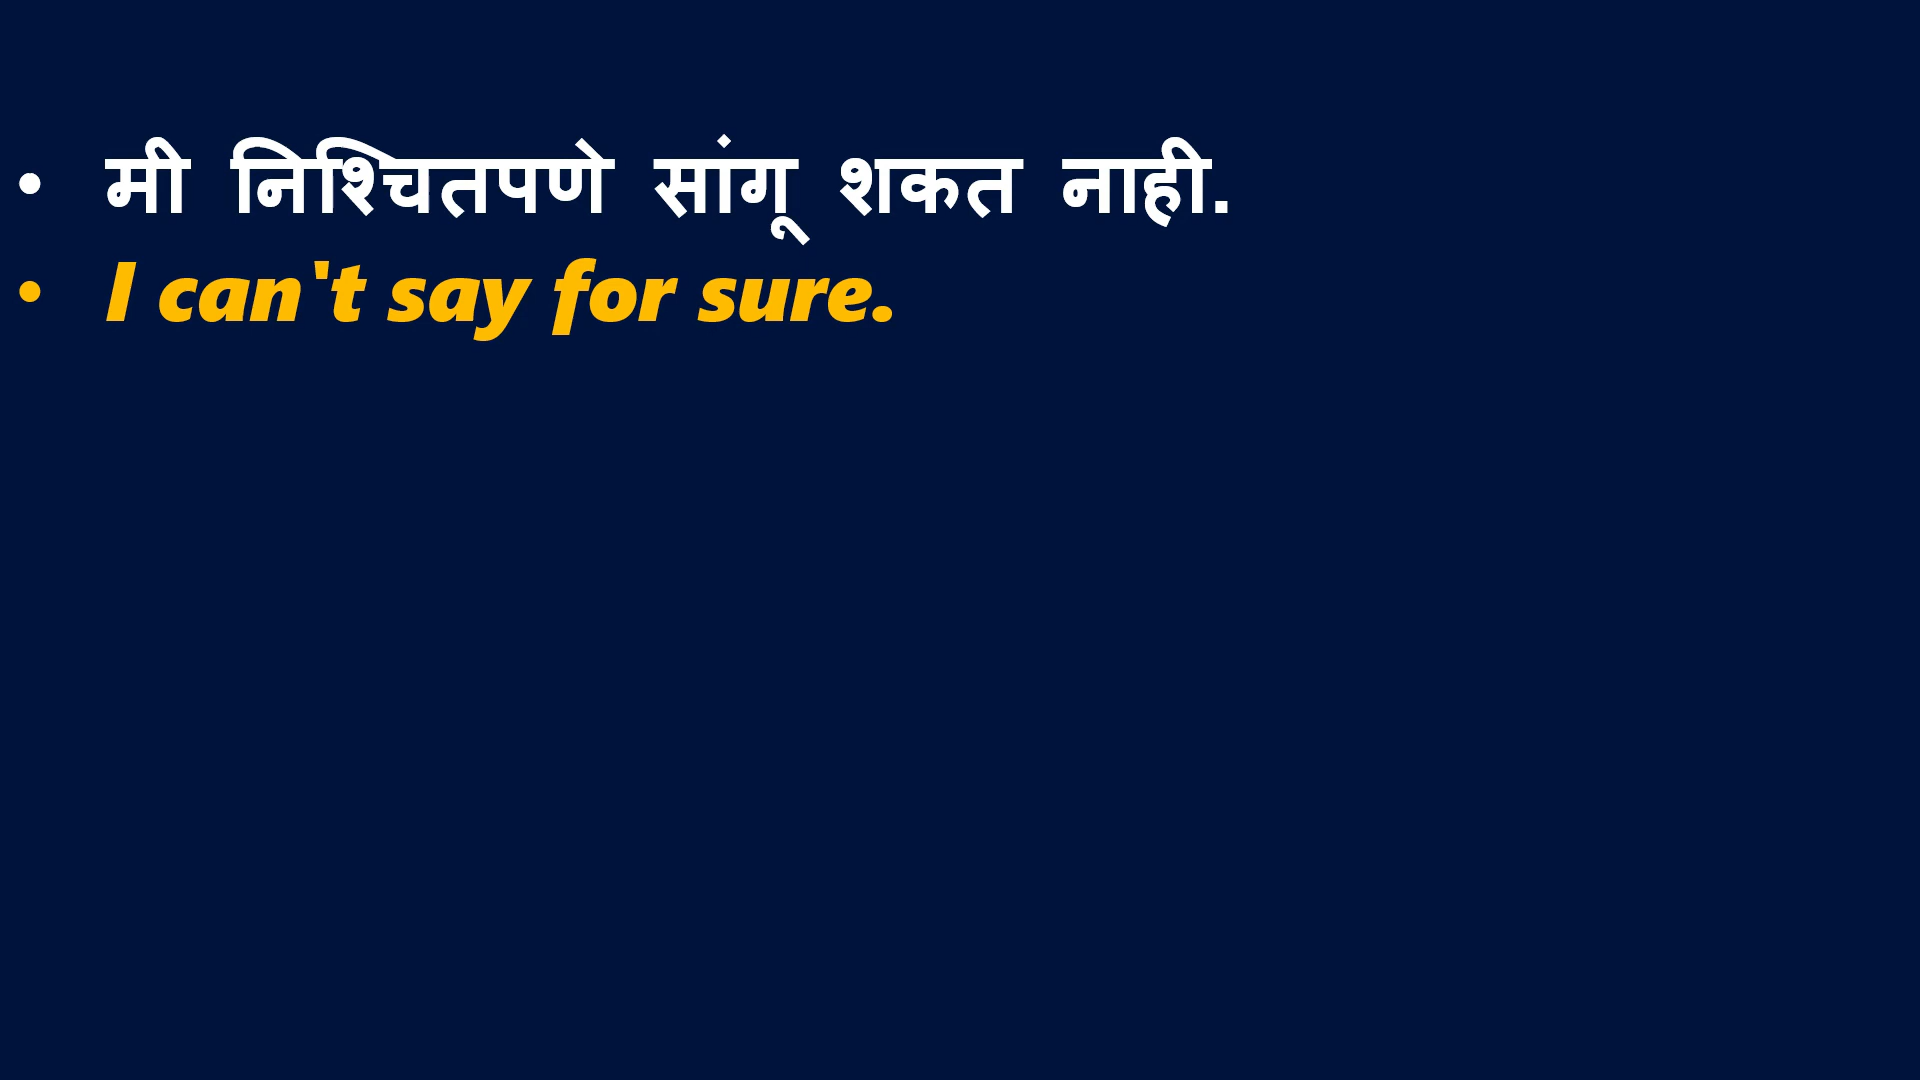 • मी निश्चितपणे सांगू शकत नाही.
• I can't say for sure.